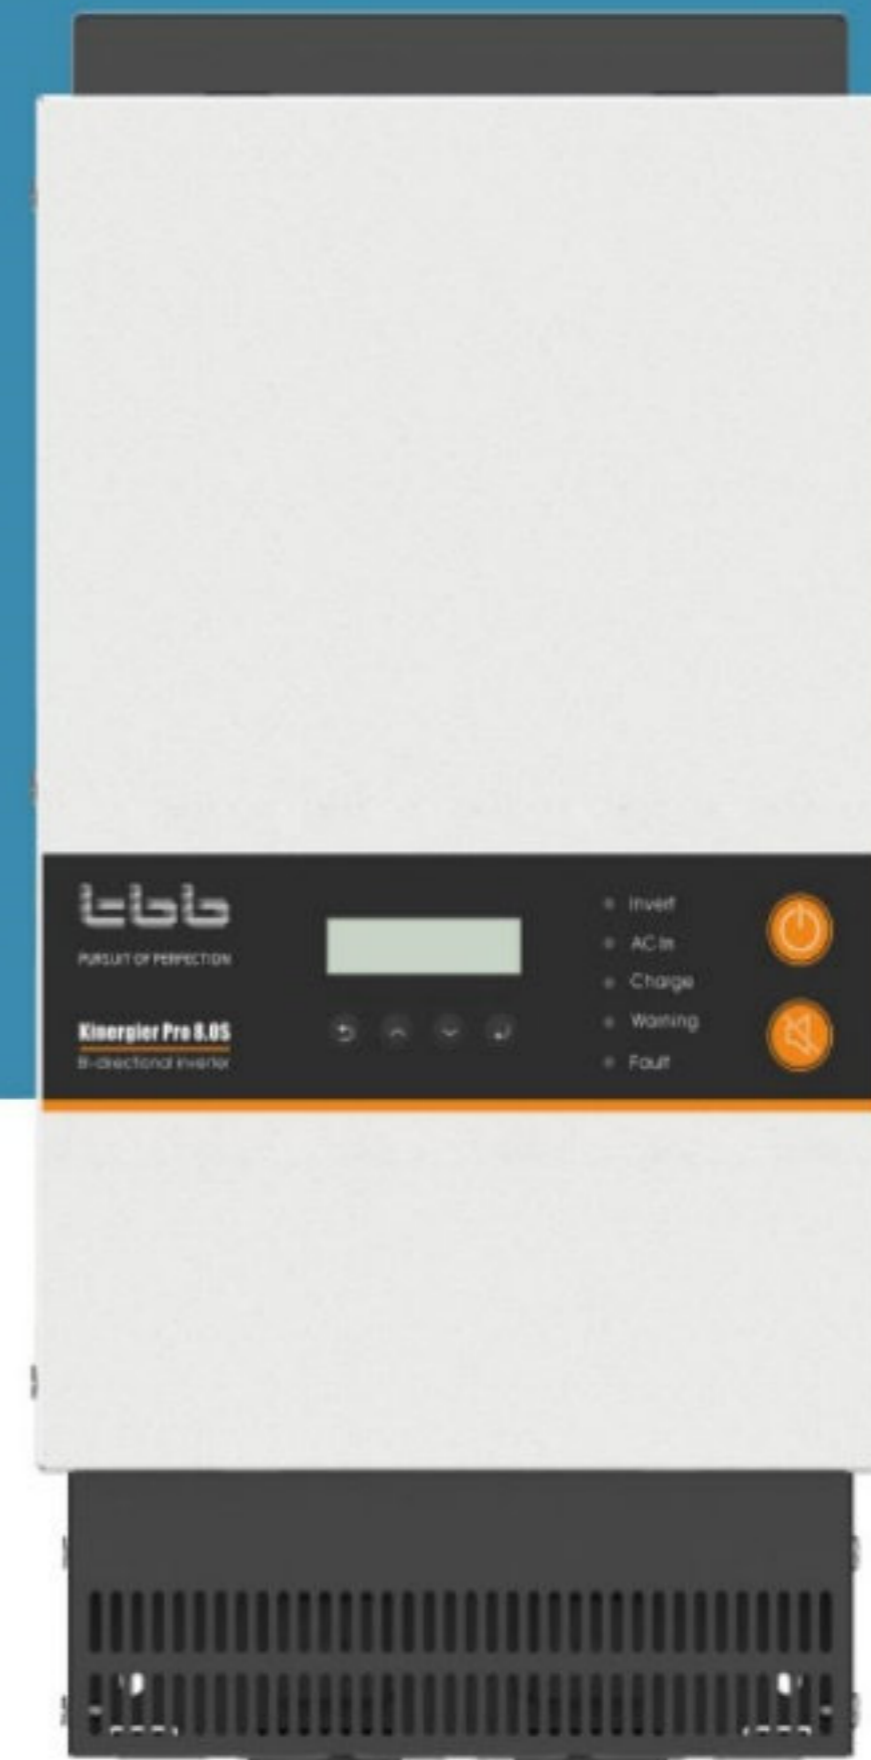 tbb
PURSUIT OF PERFECTION
Kinergier Pro 8.0S
Bi-directional inverter
Invert
AC In
Charge
Warning
Fault